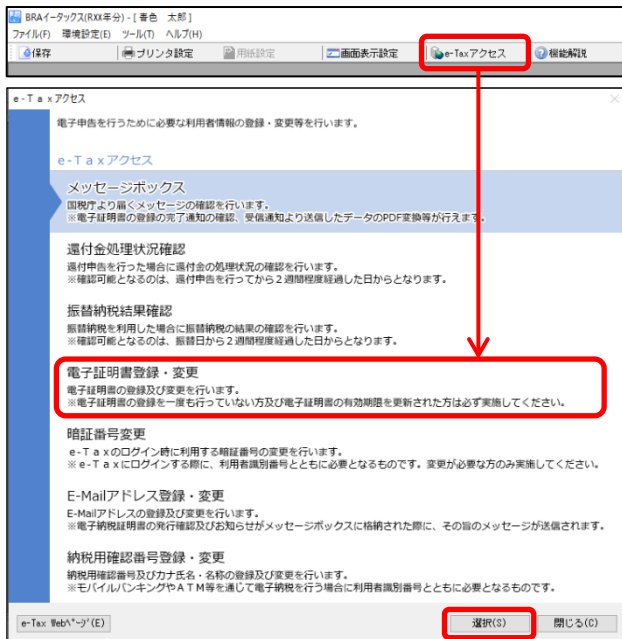 BRAイータックス(RXX年分)-[青色　太郎]
ファイル(F)　環境設定(E)　ツール(T)　ヘルプ(H)
保存　プリンタ設定　用紙設定　画面表示設定　e-Taxアクセス　機能解説
e-Taxアクセス
電子申告を行うために必要な利用者情報の登録・変更等を行います。
e-Taxアクセス
メッセージボックス
国税庁より届くメッセージの確認を行います。
※電子証明書の登録の完了通知の確認、受信通知より送信したデータのPDF変換等が行えます。
還付金処理状況確認
還付申告を行った場合に還付金の処理状況の確認を行います。
※確認可能となるのは、還付申告を行ってから２週間程度経過した日からとなります。
振替納税結果確認
振替納税を利用した場合に振替納税の結果の確認を行います。
※確認可能となるのは、振替日から２週間程度経過した日からとなります。
電子証明書登録・変更
電子証明書の登録及び変更を行います。
※電子証明書の登録を一度も行っていない方及び電子証明書の有効期限を更新された方は必ず実施してください。
暗証番号変更
e-Taxのログイン時に利用する暗証番号の変更を行います。
※e-Taxにログインする際に、利用者識別番号とともに必要となるものです。変更が必要な方のみ実施してください。
E-Mailアドレス登録・変更
E-Mailアドレスの登録及び変更を行います。
※電子納税証明書の発行確認及びお知らせがメッセージボックスに格納された際に、その旨のメッセージが送信されます。
納税用確認番号登録・変更
納税用確認番号及びカナ氏名・名称の登録及び変更を行います。
※モバイルバンキングやＡＴＭ等を通じて電子納税を行う場合に利用者識別番号とともに必要となるものです。
e-Tax Webﾍﾟｰｼﾞ(E)　選択(S)　閉じる(C)